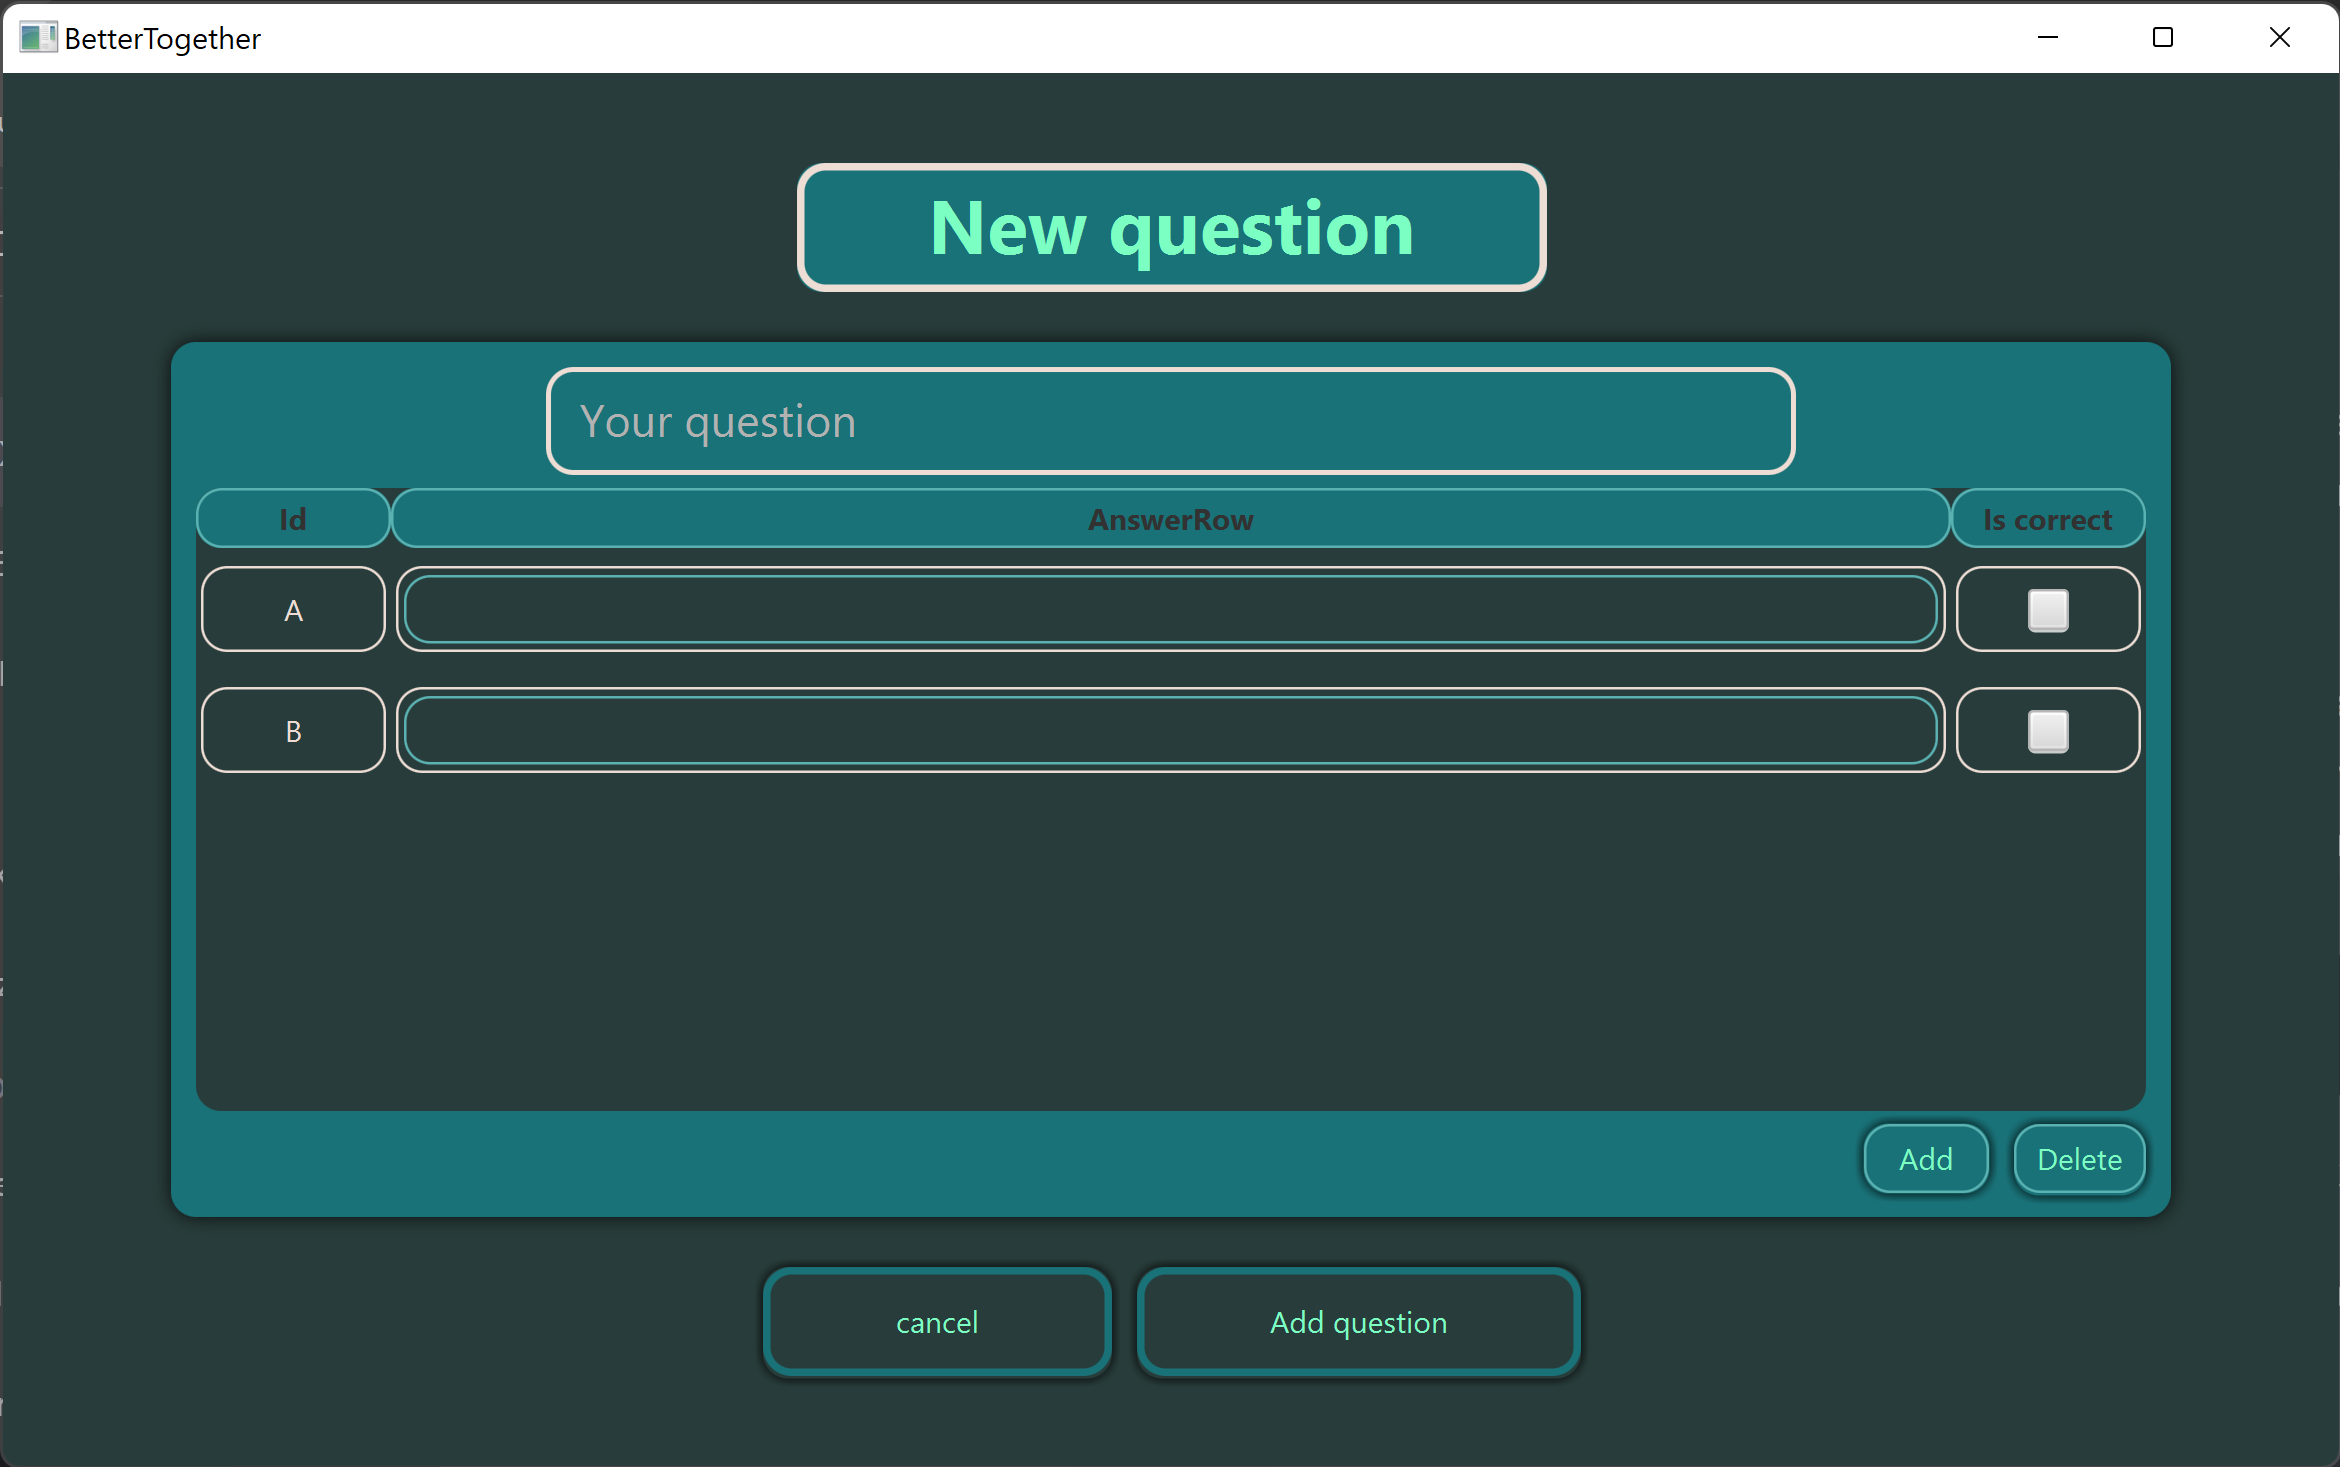 BetterTogether
New question
Your question
Id AnswerRow Is correct
A
B
Add Delete
cancel Add question